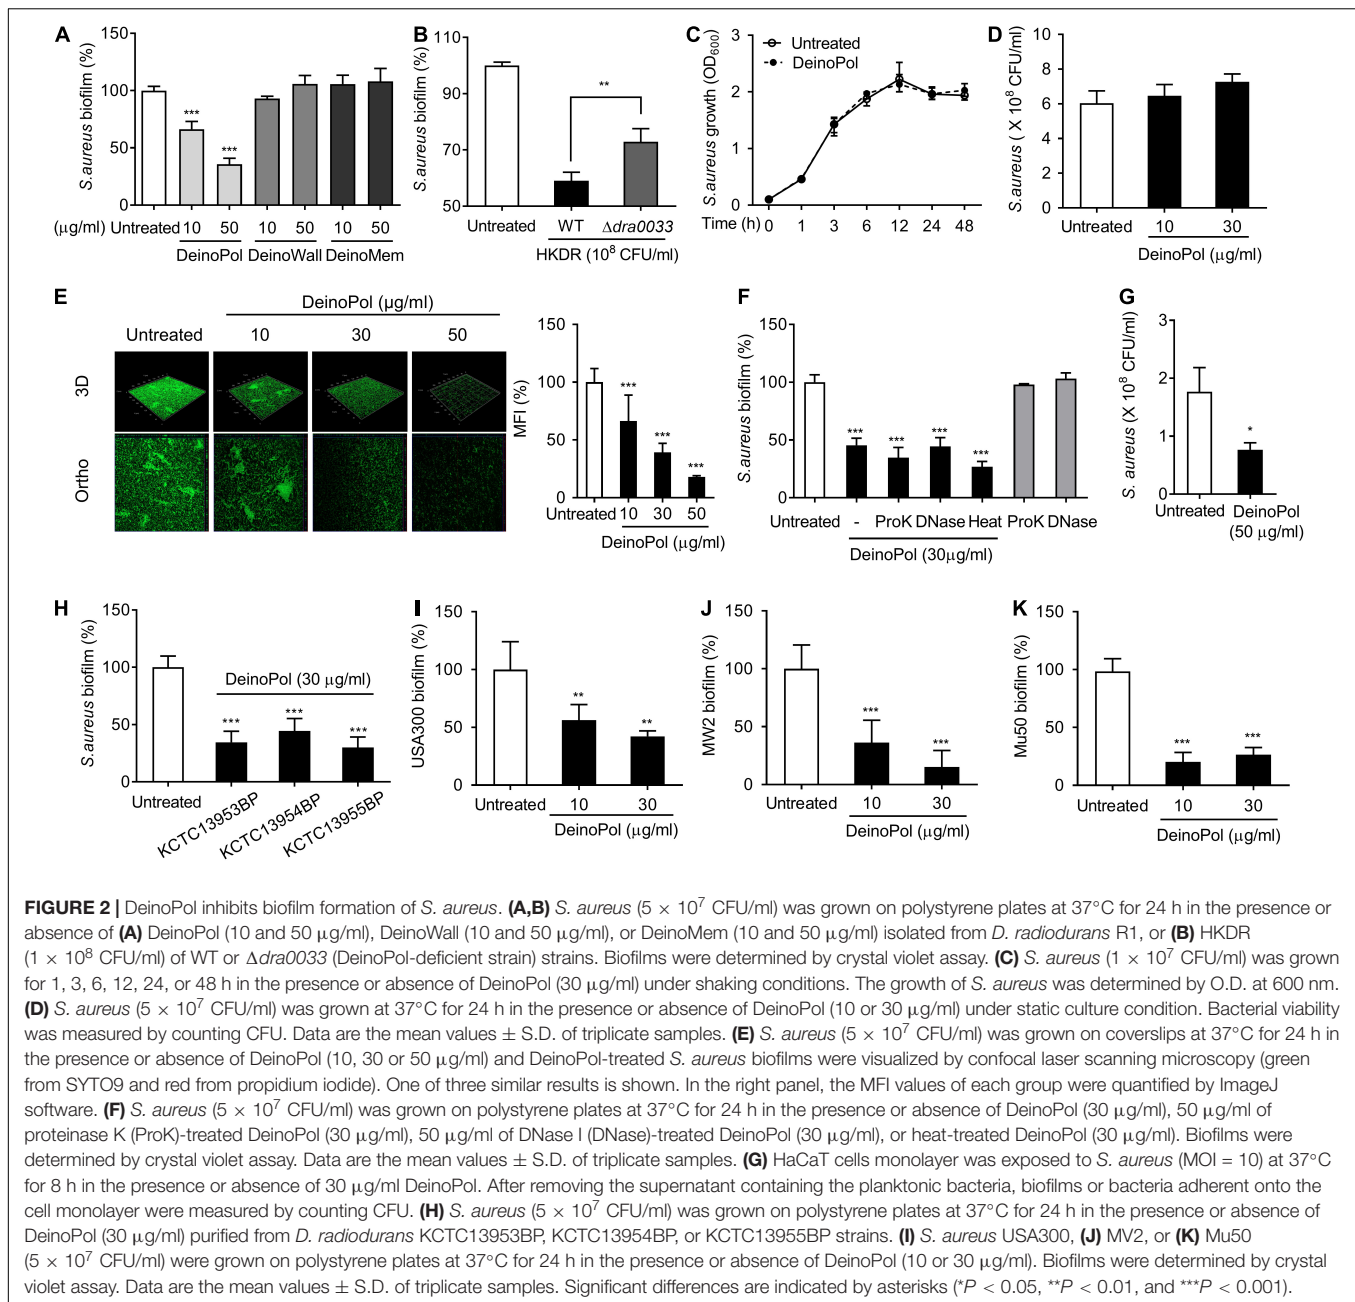 A
S.aureus biofilm (%)
150
100
50
0
(μg/ml) Untreated 10 50 10 50 10 50
DeinoPol DeinoWall DeinoMem
B
S.aureus biofilm (%)
110
90
70
50
**
Untreated WT Δdra0033
HKDR (10⁸ CFU/ml)
C
S.aureus growth (OD₆₀₀)
3
2
1
0
Untreated
DeinoPol
Time (h) 0 1 3 6 12 24 48
D
S.aureus ( X 10⁸ CFU/ml)
10
8
6
4
2
0
Untreated 10 30
DeinoPol (μg/ml)
E
DeinoPol (μg/ml)
Untreated 10 30 50
3D
Ortho
MFI (%)
150
100
50
0
*** *** ***
Untreated 10 30 50
DeinoPol (μg/ml)
F
S.aureus biofilm (%)
150
100
50
0
*** *** *** ***
Untreated - ProK DNase Heat ProK DNase
DeinoPol (30μg/ml)
G
S. aureus (X 10⁸ CFU/ml)
3
2
1
0
*
Untreated DeinoPol
(50 μg/ml)
H
S.aureus biofilm (%)
150
100
50
0
DeinoPol (30 μg/ml)
*** *** ***
Untreated KCTC13953BP KCTC13954BP KCTC13955BP
I
USA300 biofilm (%)
150
100
50
0
** **
Untreated 10 30
DeinoPol (μg/ml)
J
MW2 biofilm (%)
150
100
50
0
*** ***
Untreated 10 30
DeinoPol (μg/ml)
K
Mu50 biofilm (%)
150
100
50
0
*** ***
Untreated 10 30
DeinoPol (μg/ml)
FIGURE 2 | DeinoPol inhibits biofilm formation of S. aureus. (A,B) S. aureus (5 × 10⁷ CFU/ml) was grown on polystyrene plates at 37°C for 24 h in the presence or
absence of (A) DeinoPol (10 and 50 μg/ml), DeinoWall (10 and 50 μg/ml), or DeinoMem (10 and 50 μg/ml) isolated from D. radiodurans R1, or (B) HKDR
(1 × 10⁸ CFU/ml) of WT or Δdra0033 (DeinoPol-deficient strain) strains. Biofilms were determined by crystal violet assay. (C) S. aureus (1 × 10⁷ CFU/ml) was grown
for 1, 3, 6, 12, 24, or 48 h in the presence or absence of DeinoPol (30 μg/ml) under shaking conditions. The growth of S. aureus was determined by O.D. at 600 nm.
(D) S. aureus (5 × 10⁷ CFU/ml) was grown at 37°C for 24 h in the presence or absence of DeinoPol (10 or 30 μg/ml) under static culture condition. Bacterial viability
was measured by counting CFU. Data are the mean values ± S.D. of triplicate samples. (E) S. aureus (5 × 10⁷ CFU/ml) was grown on coverslips at 37°C for 24 h in
the presence or absence of DeinoPol (10, 30 or 50 μg/ml) and DeinoPol-treated S. aureus biofilms were visualized by confocal laser scanning microscopy (green
from SYTO9 and red from propidium iodide). One of three similar results is shown. In the right panel, the MFI values of each group were quantified by ImageJ
software. (F) S. aureus (5 × 10⁷ CFU/ml) was grown on polystyrene plates at 37°C for 24 h in the presence or absence of DeinoPol (30 μg/ml), 50 μg/ml of
proteinase K (ProK)-treated DeinoPol (30 μg/ml), 50 μg/ml of DNase I (DNase)-treated DeinoPol (30 μg/ml), or heat-treated DeinoPol (30 μg/ml). Biofilms were
determined by crystal violet assay. Data are the mean values ± S.D. of triplicate samples. (G) HaCaT cells monolayer was exposed to S. aureus (MOI = 10) at 37°C
for 8 h in the presence or absence of 30 μg/ml DeinoPol. After removing the supernatant containing the planktonic bacteria, biofilms or bacteria adherent onto the
cell monolayer were measured by counting CFU. (H) S. aureus (5 × 10⁷ CFU/ml) was grown on polystyrene plates at 37°C for 24 h in the presence or absence of
DeinoPol (30 μg/ml) purified from D. radiodurans KCTC13953BP, KCTC13954BP, or KCTC13955BP strains. (I) S. aureus USA300, (J) MV2, or (K) Mu50
(5 × 10⁷ CFU/ml) were grown on polystyrene plates at 37°C for 24 h in the presence or absence of DeinoPol (10 or 30 μg/ml). Biofilms were determined by crystal
violet assay. Data are the mean values ± S.D. of triplicate samples. Significant differences are indicated by asterisks (*P < 0.05, **P < 0.01, and ***P < 0.001).